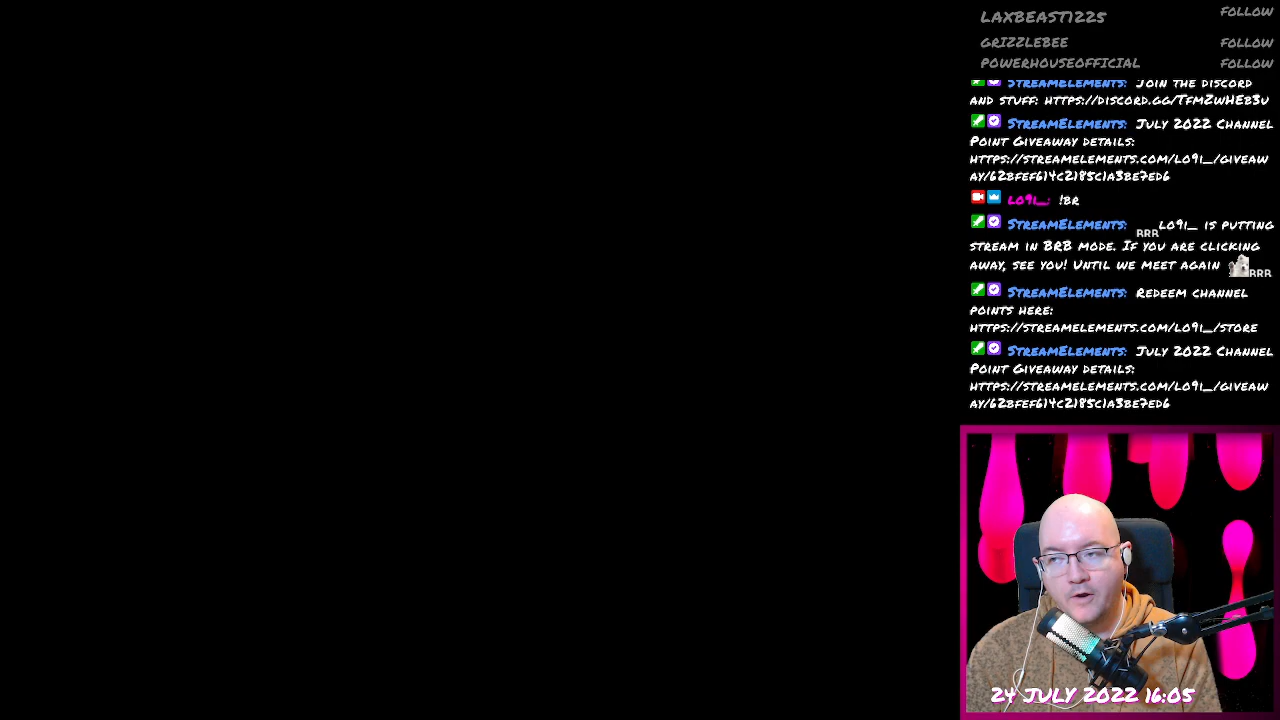 LAXBEAST1225 FOLLOW
GRIZZLEBEE FOLLOW
POWERHOUSEOFFICIAL FOLLOW
StreamElements: Join the discord
and stuff: https://discord.gg/TfmZwHE83u
StreamElements: July 2022 Channel
Point Giveaway details:
https://streamelements.com/lo9i_/giveaw
ay/62bfef614c2185c1a3be7ed6
lo9i_: !br
StreamElements: BRB lo9i_ is putting
stream in BRB mode. If you are clicking
away, see you! Until we meet again BRB
StreamElements: Redeem channel
points here:
https://streamelements.com/lo9i_/store
StreamElements: July 2022 Channel
Point Giveaway details:
https://streamelements.com/lo9i_/giveaw
ay/62bfef614c2185c1a3be7ed6
24 JULY 2022 16:05